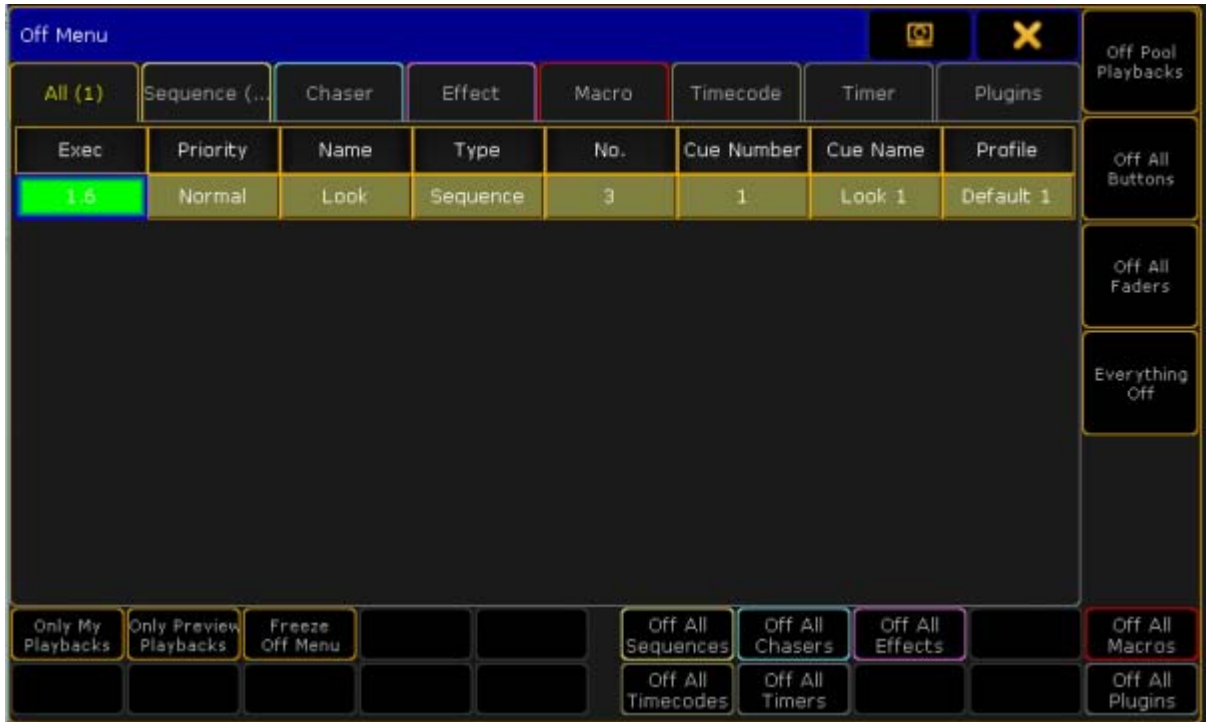 Off Menu
All (1) Sequence (... Chaser Effect Macro Timecode Timer Plugins
Exec Priority Name Type No. Cue Number Cue Name Profile
1.6 Normal Look Sequence 3 1 Look 1 Default 1
Off Pool
Playbacks
Off All
Buttons
Off All
Faders
Everything
Off
Only My
Playbacks
Only Preview
Playbacks
Freeze
Off Menu
Off All
Sequences
Off All
Chasers
Off All
Effects
Off All
Macros
Off All
Timecodes
Off All
Timers
Off All
Plugins